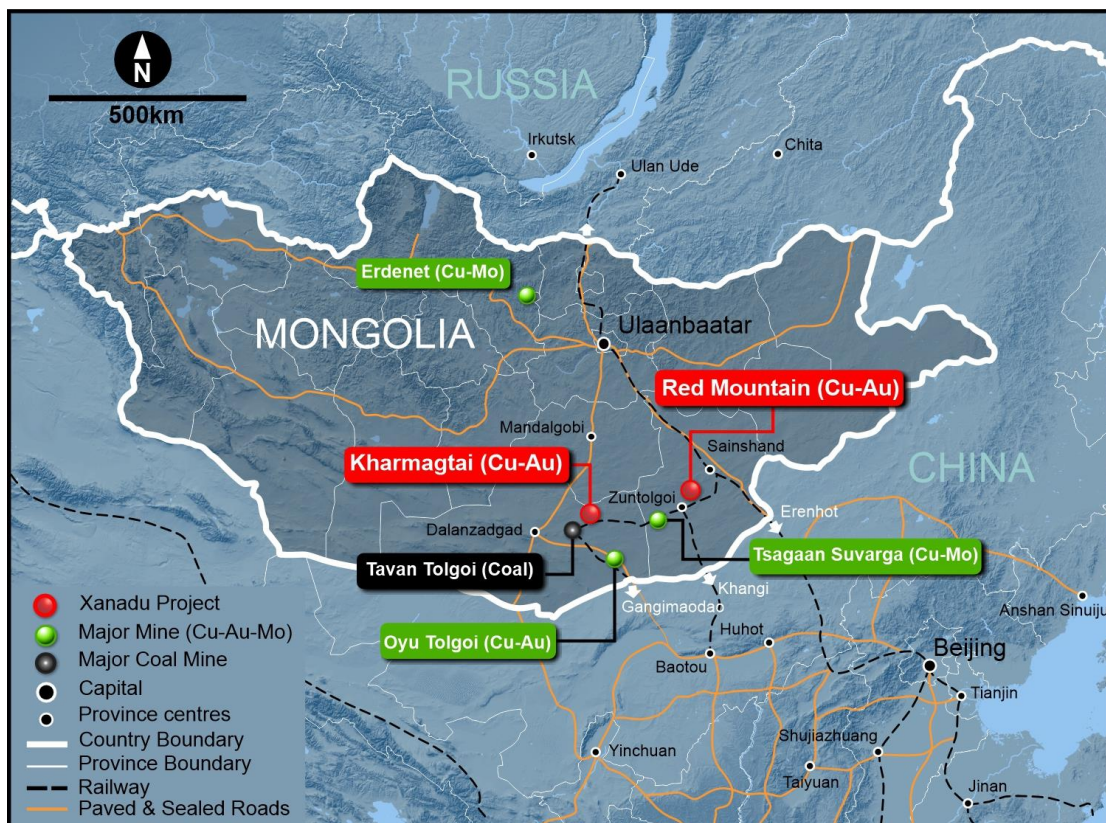 N
500km
RUSSIA
Irkutsk
Chita
Ulan Ude
Erdenet (Cu-Mo)
MONGOLIA
Ulaanbaatar
Red Mountain (Cu-Au)
Mandalgobi
Sainshand
Kharmagtai (Cu-Au)
CHINA
Zuntolgoi
Erenhot
Dalanzadgad
Tavan Tolgoi (Coal)
Tsagaan Suvarga (Cu-Mo)
Khangi
Gangimaodao
Anshan Sinuiju
Oyu Tolgoi (Cu-Au)
Huhot
Baotou
Beijing
Tianjin
Yinchuan
Shujiazhuang
Taiyuan
Jinan
Xanadu Project
Major Mine (Cu-Au-Mo)
Major Coal Mine
Capital
Province centres
Country Boundary
Province Boundary
Railway
Paved & Sealed Roads